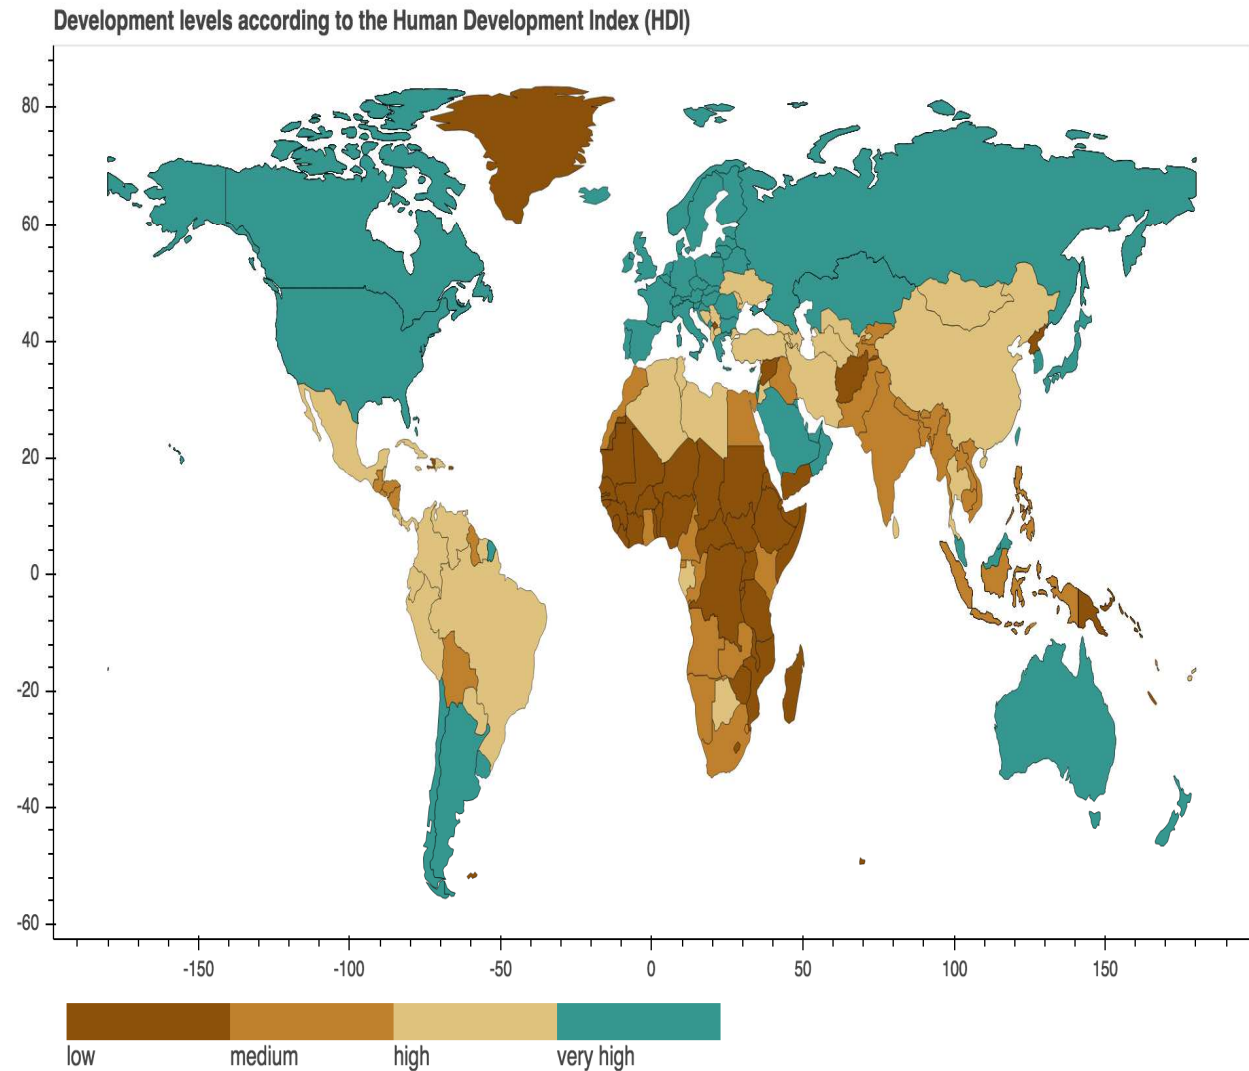 Development levels according to the Human Development Index (HDI)
80
60
40
20
0
-20
-40
-60
-150 -100 -50 0 50 100 150
low medium high very high